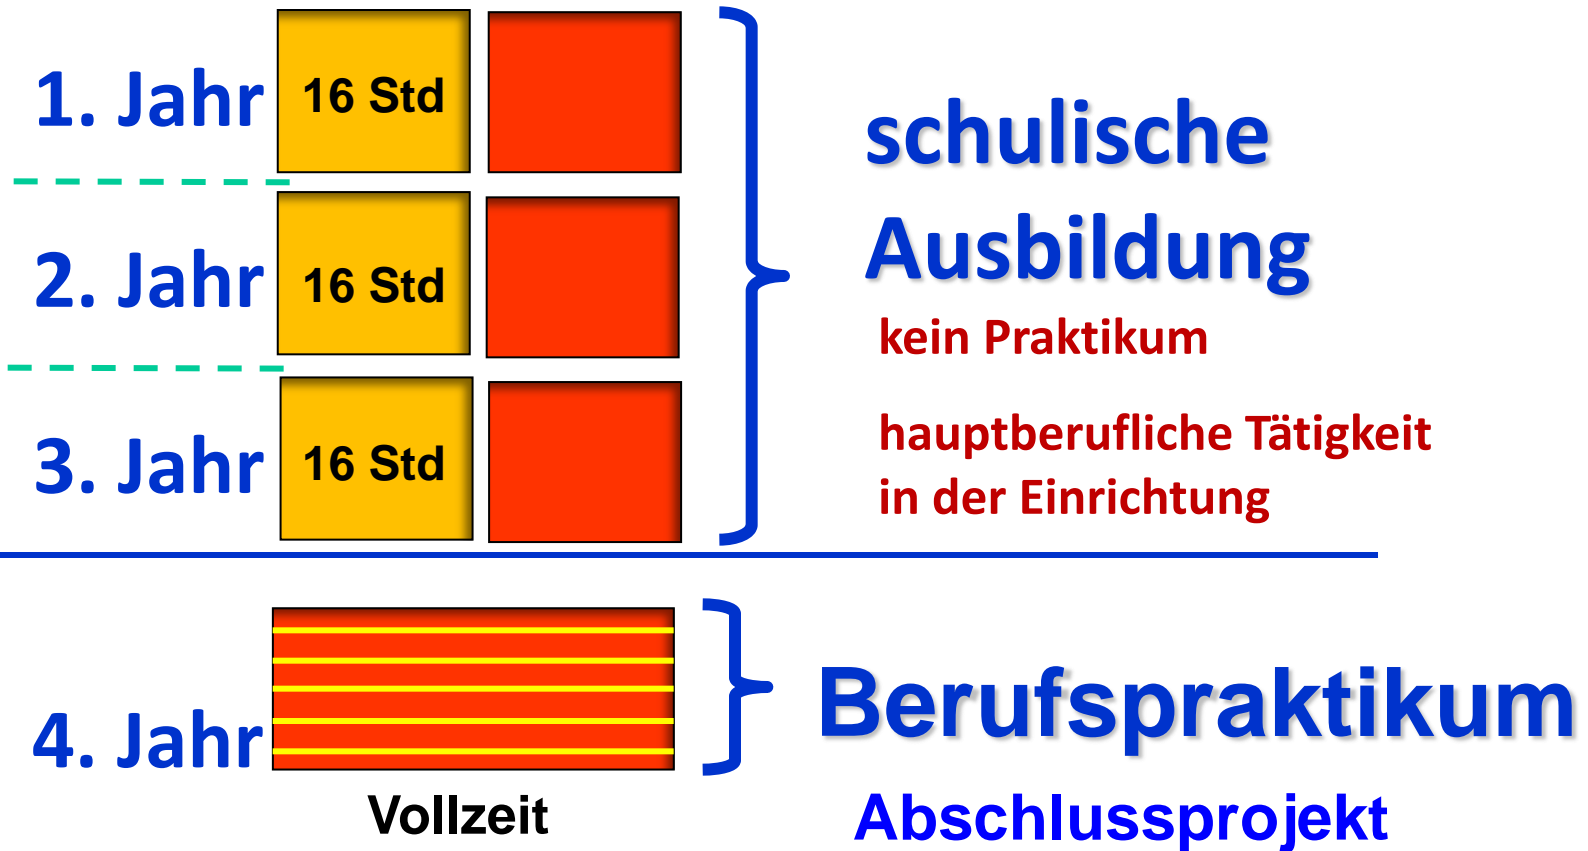 1. Jahr
16 Std
2. Jahr
16 Std
3. Jahr
16 Std
schulische
Ausbildung
kein Praktikum
hauptberufliche Tätigkeit
in der Einrichtung
4. Jahr
Vollzeit
Berufspraktikum
Abschlussprojekt